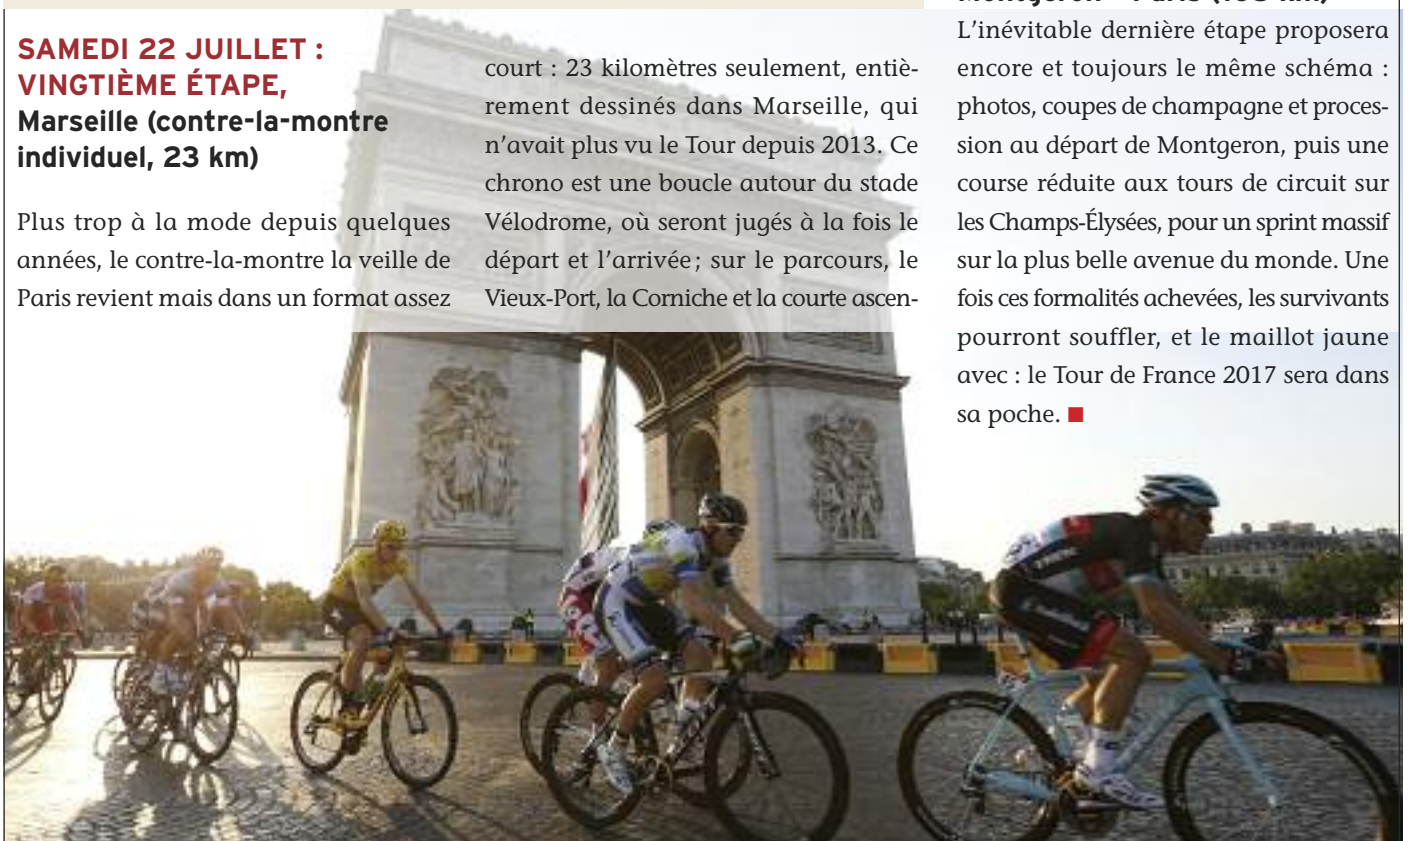 SAMEDI 22 JUILLET :
VINGTIÈME ÉTAPE,
Marseille (contre-la-montre
individuel, 23 km)
Plus trop à la mode depuis quelques
années, le contre-la-montre la veille de
Paris revient mais dans un format assez
court : 23 kilomètres seulement, entiè-
rement dessinés dans Marseille, qui
n’avait plus vu le Tour depuis 2013. Ce
chrono est une boucle autour du stade
Vélodrome, où seront jugés à la fois le
départ et l’arrivée ; sur le parcours, le
Vieux-Port, la Corniche et la courte ascen-
L’inévitable dernière étape proposera
encore et toujours le même schéma :
photos, coupes de champagne et proces-
sion au départ de Montgeron, puis une
course réduite aux tours de circuit sur
les Champs-Élysées, pour un sprint massif
sur la plus belle avenue du monde. Une
fois ces formalités achevées, les survivants
pourront souffler, et le maillot jaune
avec : le Tour de France 2017 sera dans
sa poche. ■